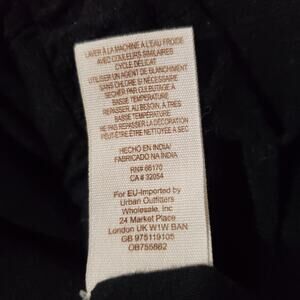 LAVER À LA MACHINE À L'EAU FROIDE
AVEC COULEURS SIMILAIRES
CYCLE DÉLICAT
UTILISER UN AGENT DE BLANCHIMENT
SANS CHLOR SI NÉCESSAIRE
SÉCHER PAR CULBUTAGE À
BASSE TEMPÉRATURE
REPASSER, AU BESOIN, À TRÈS
BASSE TEMPÉRATURE
NE PAS REPASSER LA DÉCORATION
PEUT-ÊTRE ÊTRE NETTOYÉE À SEC
HECHO EN INDIA/
FABRICADO NA INDIA
RN# 66170
CA# 32054
For EU-Imported by
Urban Outfitters
Wholesale, Inc
24 Market Place
London UK W1W 8AN
GB 975119105
OB755882